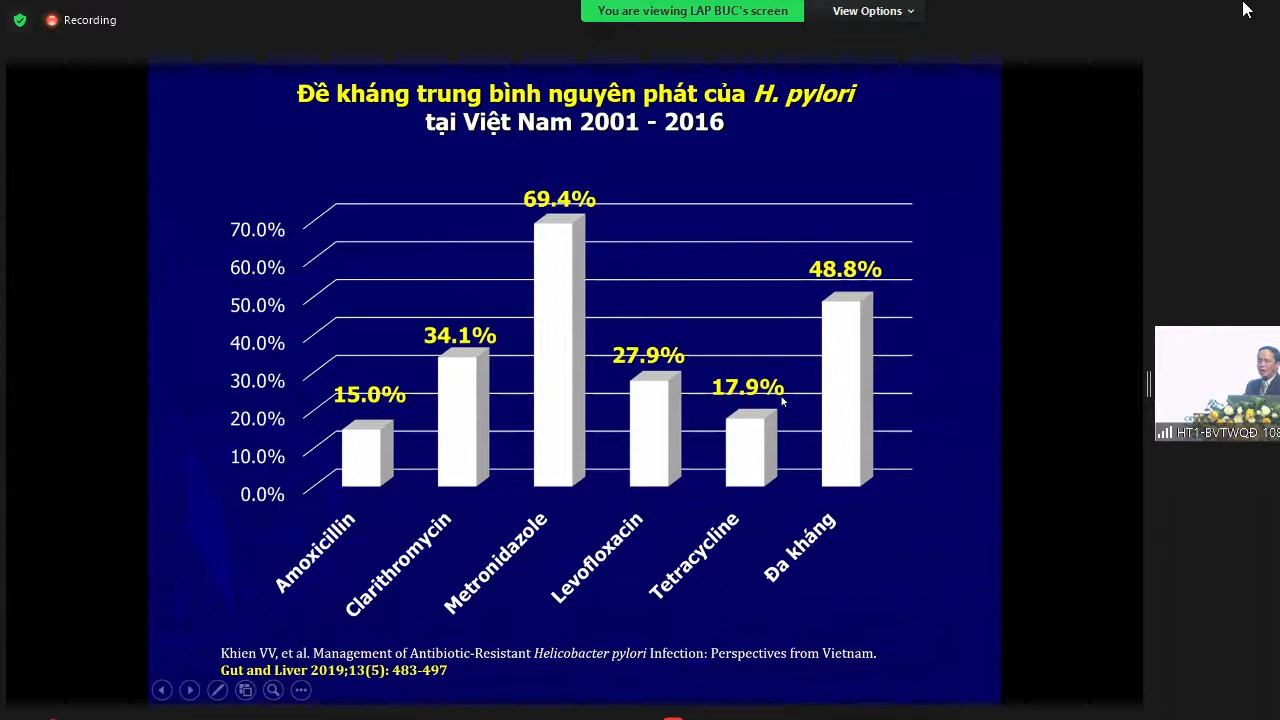 Recording
You are viewing LAP BUC's screen
View Options
Đề kháng trung bình nguyên phát của H. pylori
tại Việt Nam 2001 - 2016
70.0%
60.0%
50.0%
40.0%
30.0%
20.0%
10.0%
0.0%
15.0%
34.1%
69.4%
27.9%
17.9%
48.8%
Amoxicillin
Clarithromycin
Metronidazole
Levofloxacin
Tetracycline
Đa kháng
Khien VV, et al. Management of Antibiotic-Resistant Helicobacter pylori Infection: Perspectives from Vietnam.
Gut and Liver 2019;13(5): 483-497
HT1-BVTWQĐ 108